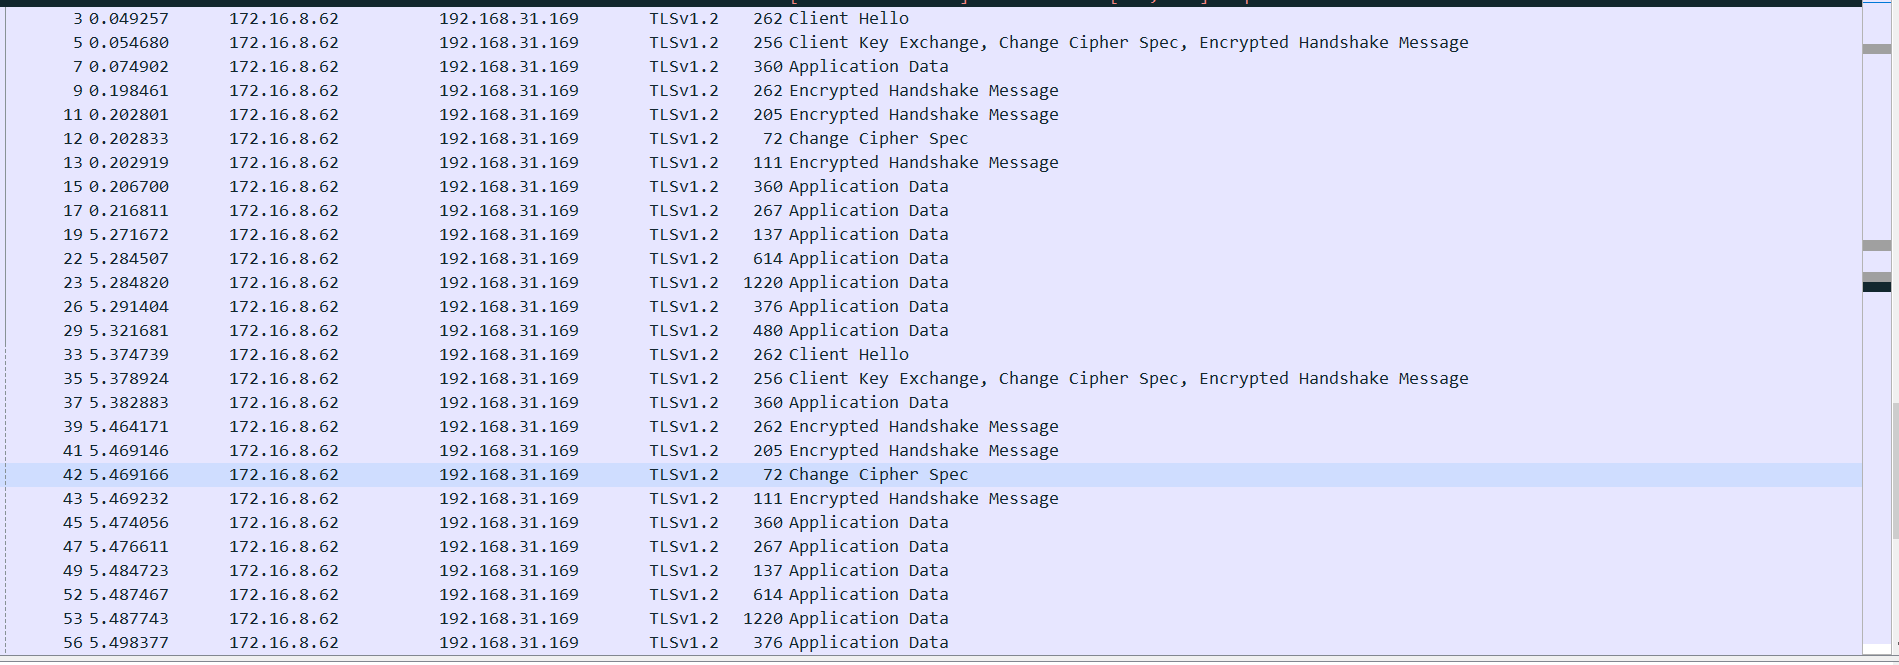 3 0.049257 172.16.8.62 192.168.31.169 TLSv1.2 262 Client Hello
5 0.054680 172.16.8.62 192.168.31.169 TLSv1.2 256 Client Key Exchange, Change Cipher Spec, Encrypted Handshake Message
7 0.074902 172.16.8.62 192.168.31.169 TLSv1.2 360 Application Data
9 0.198461 172.16.8.62 192.168.31.169 TLSv1.2 262 Encrypted Handshake Message
11 0.202801 172.16.8.62 192.168.31.169 TLSv1.2 205 Encrypted Handshake Message
12 0.202833 172.16.8.62 192.168.31.169 TLSv1.2 72 Change Cipher Spec
13 0.202919 172.16.8.62 192.168.31.169 TLSv1.2 111 Encrypted Handshake Message
15 0.206700 172.16.8.62 192.168.31.169 TLSv1.2 360 Application Data
17 0.216811 172.16.8.62 192.168.31.169 TLSv1.2 267 Application Data
19 5.271672 172.16.8.62 192.168.31.169 TLSv1.2 137 Application Data
22 5.284507 172.16.8.62 192.168.31.169 TLSv1.2 614 Application Data
23 5.284820 172.16.8.62 192.168.31.169 TLSv1.2 1220 Application Data
26 5.291404 172.16.8.62 192.168.31.169 TLSv1.2 376 Application Data
29 5.321681 172.16.8.62 192.168.31.169 TLSv1.2 480 Application Data
33 5.374739 172.16.8.62 192.168.31.169 TLSv1.2 262 Client Hello
35 5.378924 172.16.8.62 192.168.31.169 TLSv1.2 256 Client Key Exchange, Change Cipher Spec, Encrypted Handshake Message
37 5.382883 172.16.8.62 192.168.31.169 TLSv1.2 360 Application Data
39 5.464171 172.16.8.62 192.168.31.169 TLSv1.2 262 Encrypted Handshake Message
41 5.469146 172.16.8.62 192.168.31.169 TLSv1.2 205 Encrypted Handshake Message
42 5.469166 172.16.8.62 192.168.31.169 TLSv1.2 72 Change Cipher Spec
43 5.469232 172.16.8.62 192.168.31.169 TLSv1.2 111 Encrypted Handshake Message
45 5.474056 172.16.8.62 192.168.31.169 TLSv1.2 360 Application Data
47 5.476611 172.16.8.62 192.168.31.169 TLSv1.2 267 Application Data
49 5.484723 172.16.8.62 192.168.31.169 TLSv1.2 137 Application Data
52 5.487467 172.16.8.62 192.168.31.169 TLSv1.2 614 Application Data
53 5.487743 172.16.8.62 192.168.31.169 TLSv1.2 1220 Application Data
56 5.498377 172.16.8.62 192.168.31.169 TLSv1.2 376 Application Data